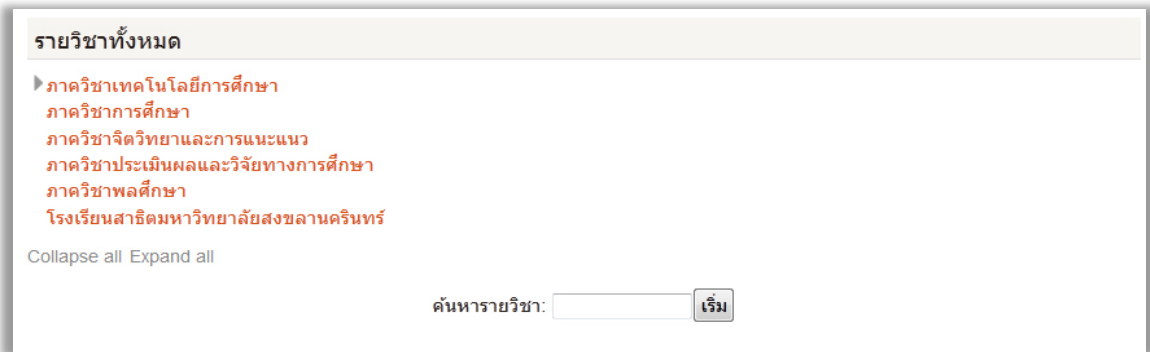 รายวิชาทั้งหมด
ภาควิชาเทคโนโลยีการศึกษา
ภาควิชาการศึกษา
ภาควิชาจิตวิทยาและการแนะแนว
ภาควิชาประเมินผลและวิจัยทางการศึกษา
ภาควิชาพลศึกษา
โรงเรียนสาธิตมหาวิทยาลัยสงขลานครินทร์
Collapse all Expand all
ค้นหารายวิชา: เริ่ม